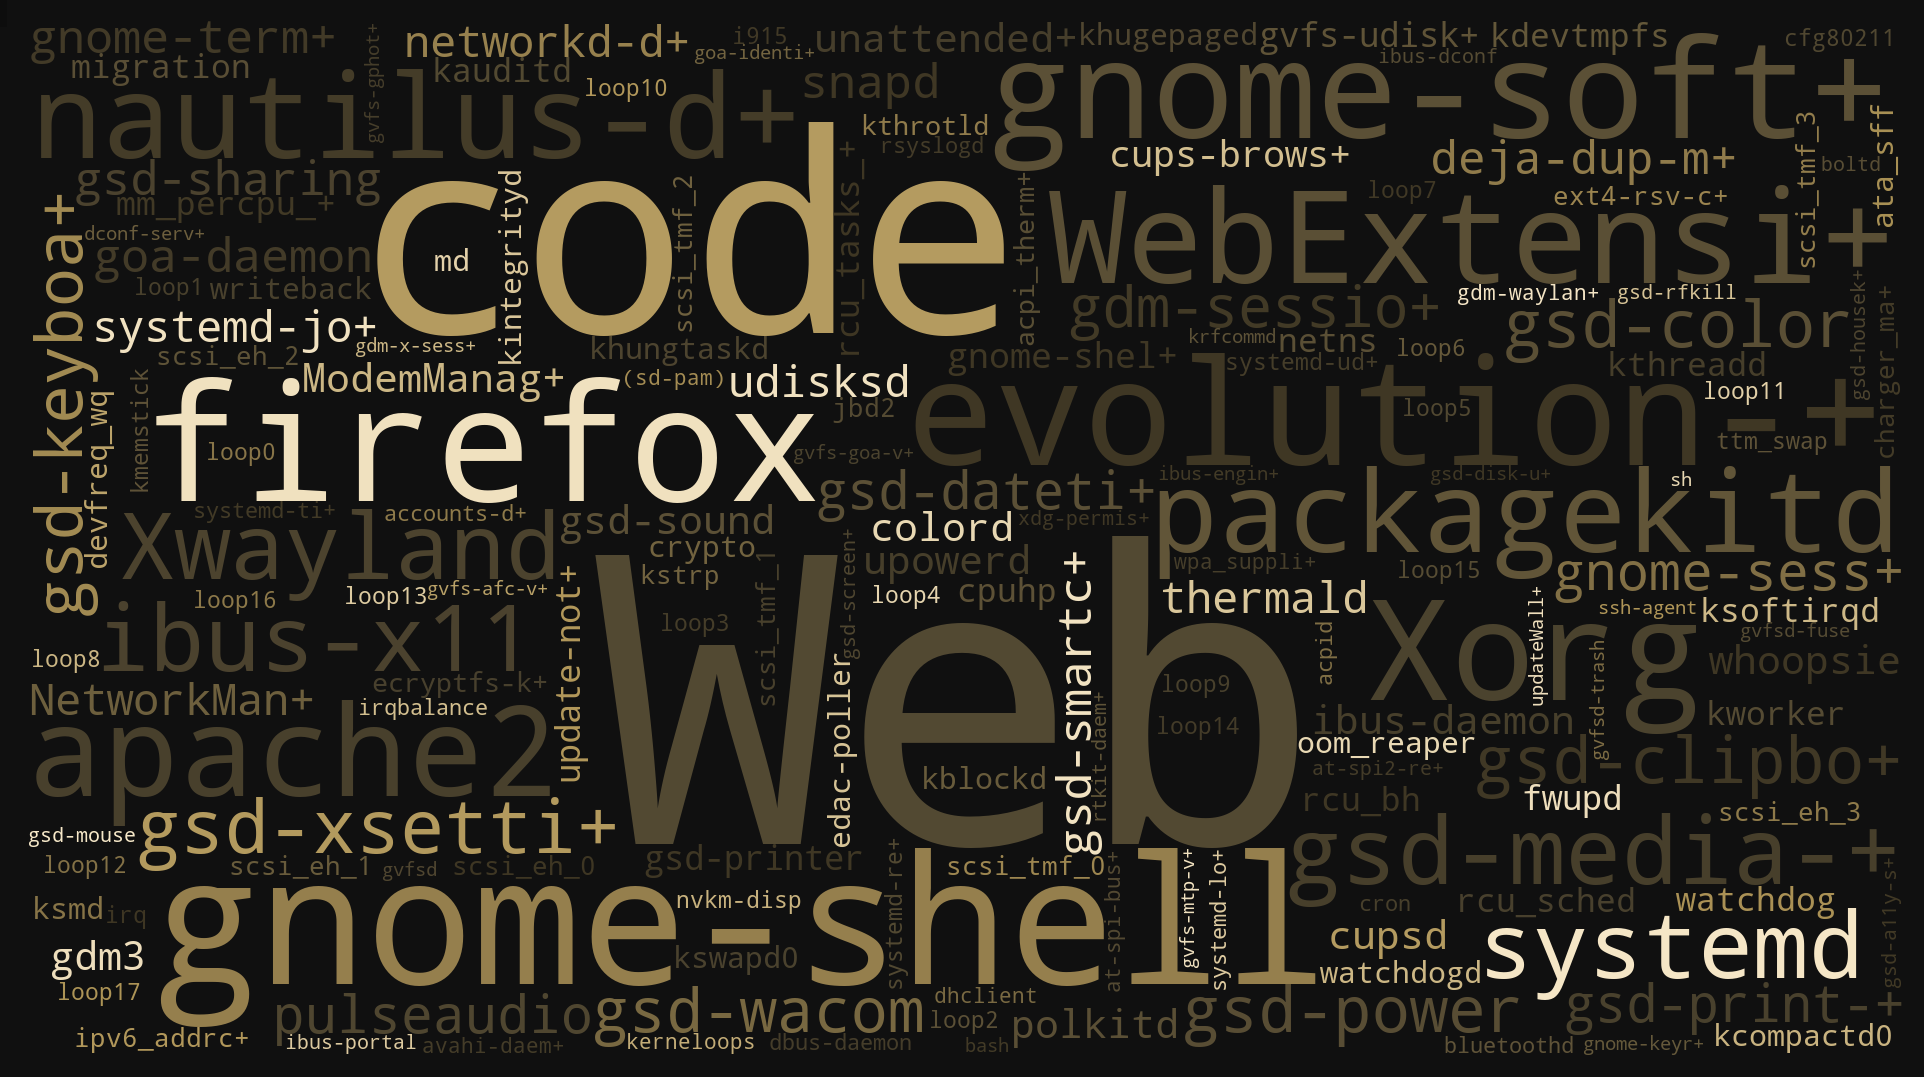 gnome-term+
networkd-d+
i915
goa-identi+
unattended+
khugepaged
gvfs-udisk+
kdevtmpfs
cfg80211
ibus-dconf
migration
gvfs-gphot+
kauditd
loop10
snapd
gnome-soft+
nautilus-d+
kthrotld
rsyslogd
cups-brows+
deja-dup-m+
scsi_tmf_3
boltd
ata_sff
gsd-sharing
code
kintegrityd
scsi_tmf_2
rcu_tasks_+
acpi_therm+
WebExtensi+
loop7
ext4-rsv-c+
mm_percpu_+
gsd-keyboa+
dconf-serv+
goa-daemon
md
loop1
writeback
gdm-sessio+
gdm-waylan+
gsd-rfkill
gsd-housek+
charger_ma+
systemd-jo+
gdm-x-sess+
khungtaskd
krfcommd
netns
loop6
gsd-color
scsi_eh_2
gnome-shel+
systemd-ud+
kthreadd
ModemManag+
(sd-pam)
udisksd
loop11
kmemstick
devfreq_wq
firefox
jbd2
evolution-+
loop5
loop0
gvfs-goa-v+
ttm_swap
ibus-engin+
gsd-disk-u+
sh
gsd-dateti+
packagekitd
systemd-ti+
accounts-d+
gsd-sound
colord
xdg-permis+
Xwayland
crypto
kstrp
scsi_tmf_1
gsd-screen+
upowerd
wpa_suppli+
loop15
gnome-sess+
loop16
loop13
gvfs-afc-v+
update-not+
loop4
cpuhp
gsd-smartc+
thermald
updateWall+
ssh-agent
ksoftirqd
ibus-x11
loop3
Web
acpid
Xorg
gvfsd-fuse
gvfsd-trash
whoopsie
loop8
ecryptfs-k+
edac-poller
loop9
NetworkMan+
irqbalance
rtkit-daem+
loop14
ibus-daemon
kworker
apache2
oom_reaper
kblockd
at-spi2-re+
gsd-clipbo+
rcu_bh
fwupd
scsi_eh_3
gsd-mouse
gsd-xsetti+
gsd-media-+
loop12
scsi_eh_1
gvfsd
scsi_eh_0
gsd-printer
systemd-re+
scsi_tmf_0
at-spi-bus+
gvfs-mtp-v+
systemd-lo+
gsd-a11y-s+
ksmd
irq
gnome-shell
nvkm-disp
cron
rcu_sched
watchdog
gdm3
kswapd0
cupsd
systemd
watchdogd
loop17
pulseaudio
gsd-wacom
dhclient
loop2
polkitd
gsd-power
gsd-print-+
ipv6_addrc+
ibus-portal
avahi-daem+
kerneloops
dbus-daemon
bash
bluetoothd
gnome-keyr+
kcompactd0